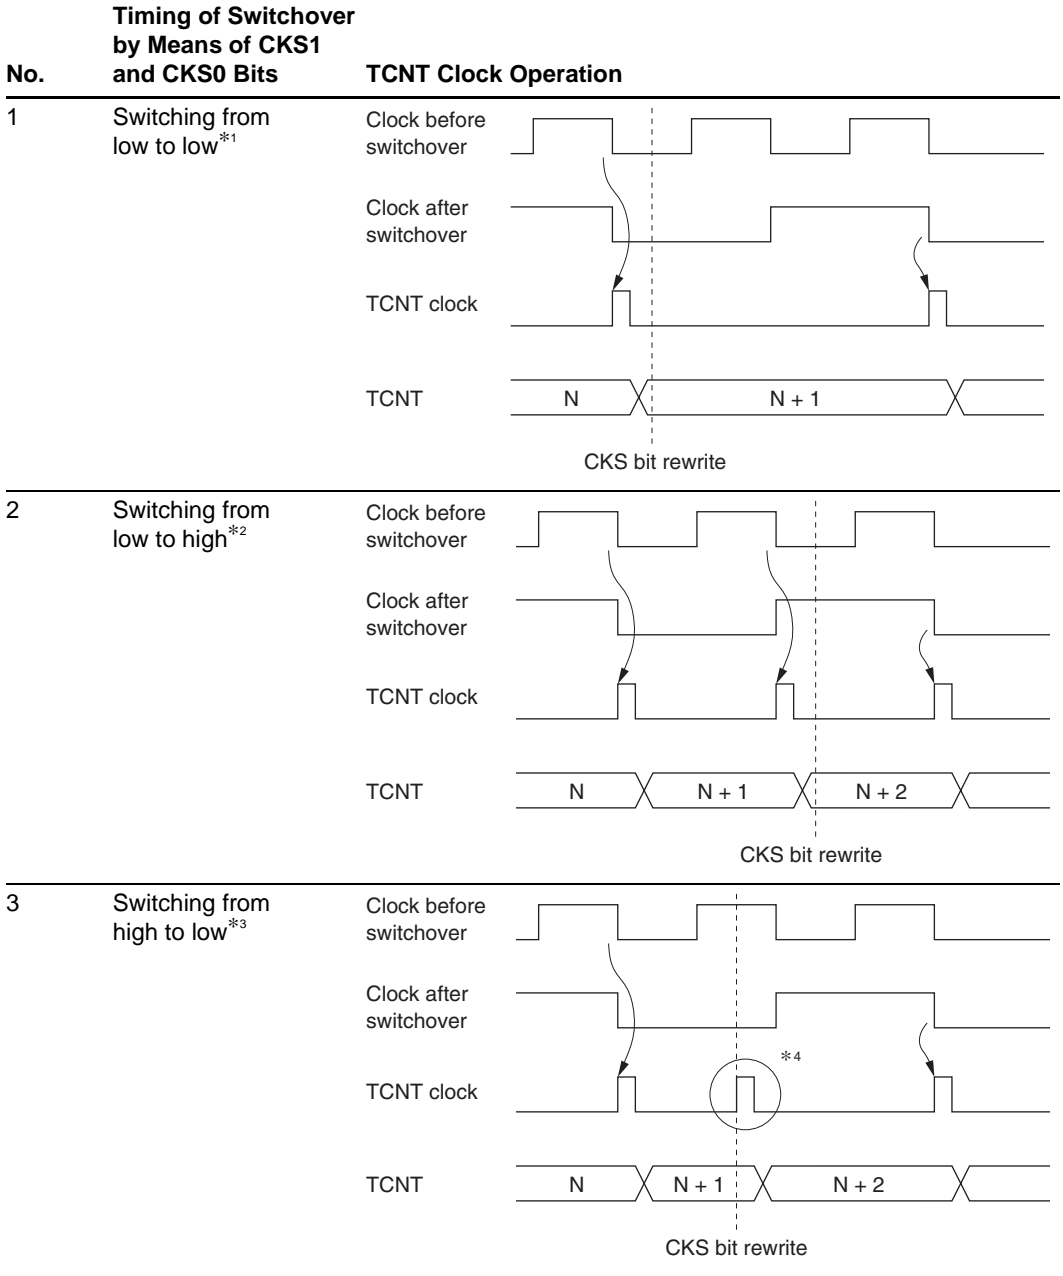 Timing of Switchover
by Means of CKS1
No. and CKS0 Bits TCNT Clock Operation
1 Switching from
low to low*1
Clock before
switchover
Clock after
switchover
TCNT clock
TCNT N N + 1
CKS bit rewrite
2 Switching from
low to high*2
Clock before
switchover
Clock after
switchover
TCNT clock
TCNT N N + 1 N + 2
CKS bit rewrite
3 Switching from
high to low*3
Clock before
switchover
Clock after
switchover
*4
TCNT clock
TCNT N N + 1 N + 2
CKS bit rewrite